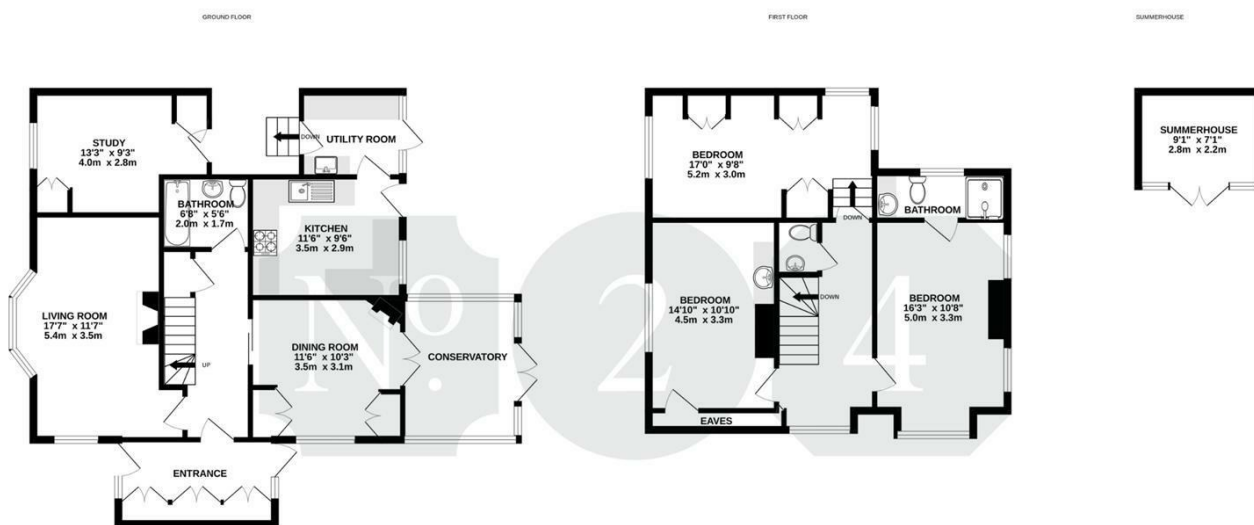 GROUND FLOOR
STUDY
13'3" x 9'3"
4.0m x 2.8m
DOWN
UTILITY ROOM
BATHROOM
6'8" x 5'6"
2.0m x 1.7m
KITCHEN
11'6" x 9'6"
3.5m x 2.9m
LIVING ROOM
17'7" x 11'7"
5.4m x 3.5m
UP
DINING ROOM
11'6" x 10'3"
3.5m x 3.1m
CONSERVATORY
ENTRANCE
FIRST FLOOR
BEDROOM
17'0" x 9'8"
5.2m x 3.0m
DOWN
BATHROOM
BEDROOM
14'10" x 10'10"
4.5m x 3.3m
DOWN
BEDROOM
16'3" x 10'8"
5.0m x 3.3m
EAVES
SUMMERHOUSE
SUMMERHOUSE
9'1" x 7'1"
2.8m x 2.2m
No. 2 4